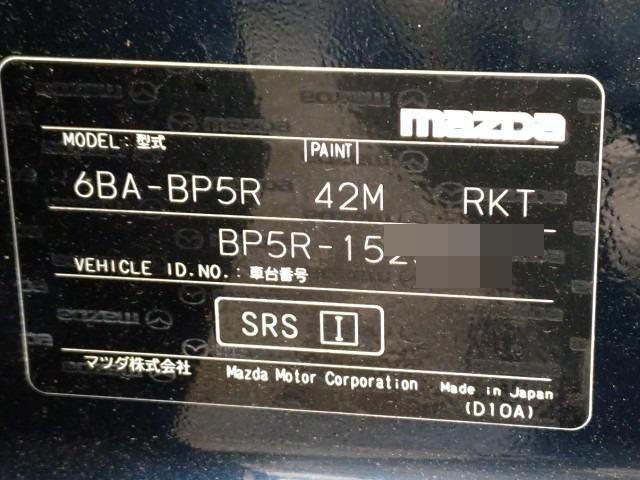 mazda
MODEL : 型式 PAINT
6BA-BP5R 42M RKT
BP5R-152
VEHICLE ID.NO. : 車台番号
SRS I
マツダ株式会社 Mazda Motor Corporation Made in Japan
(D10A)